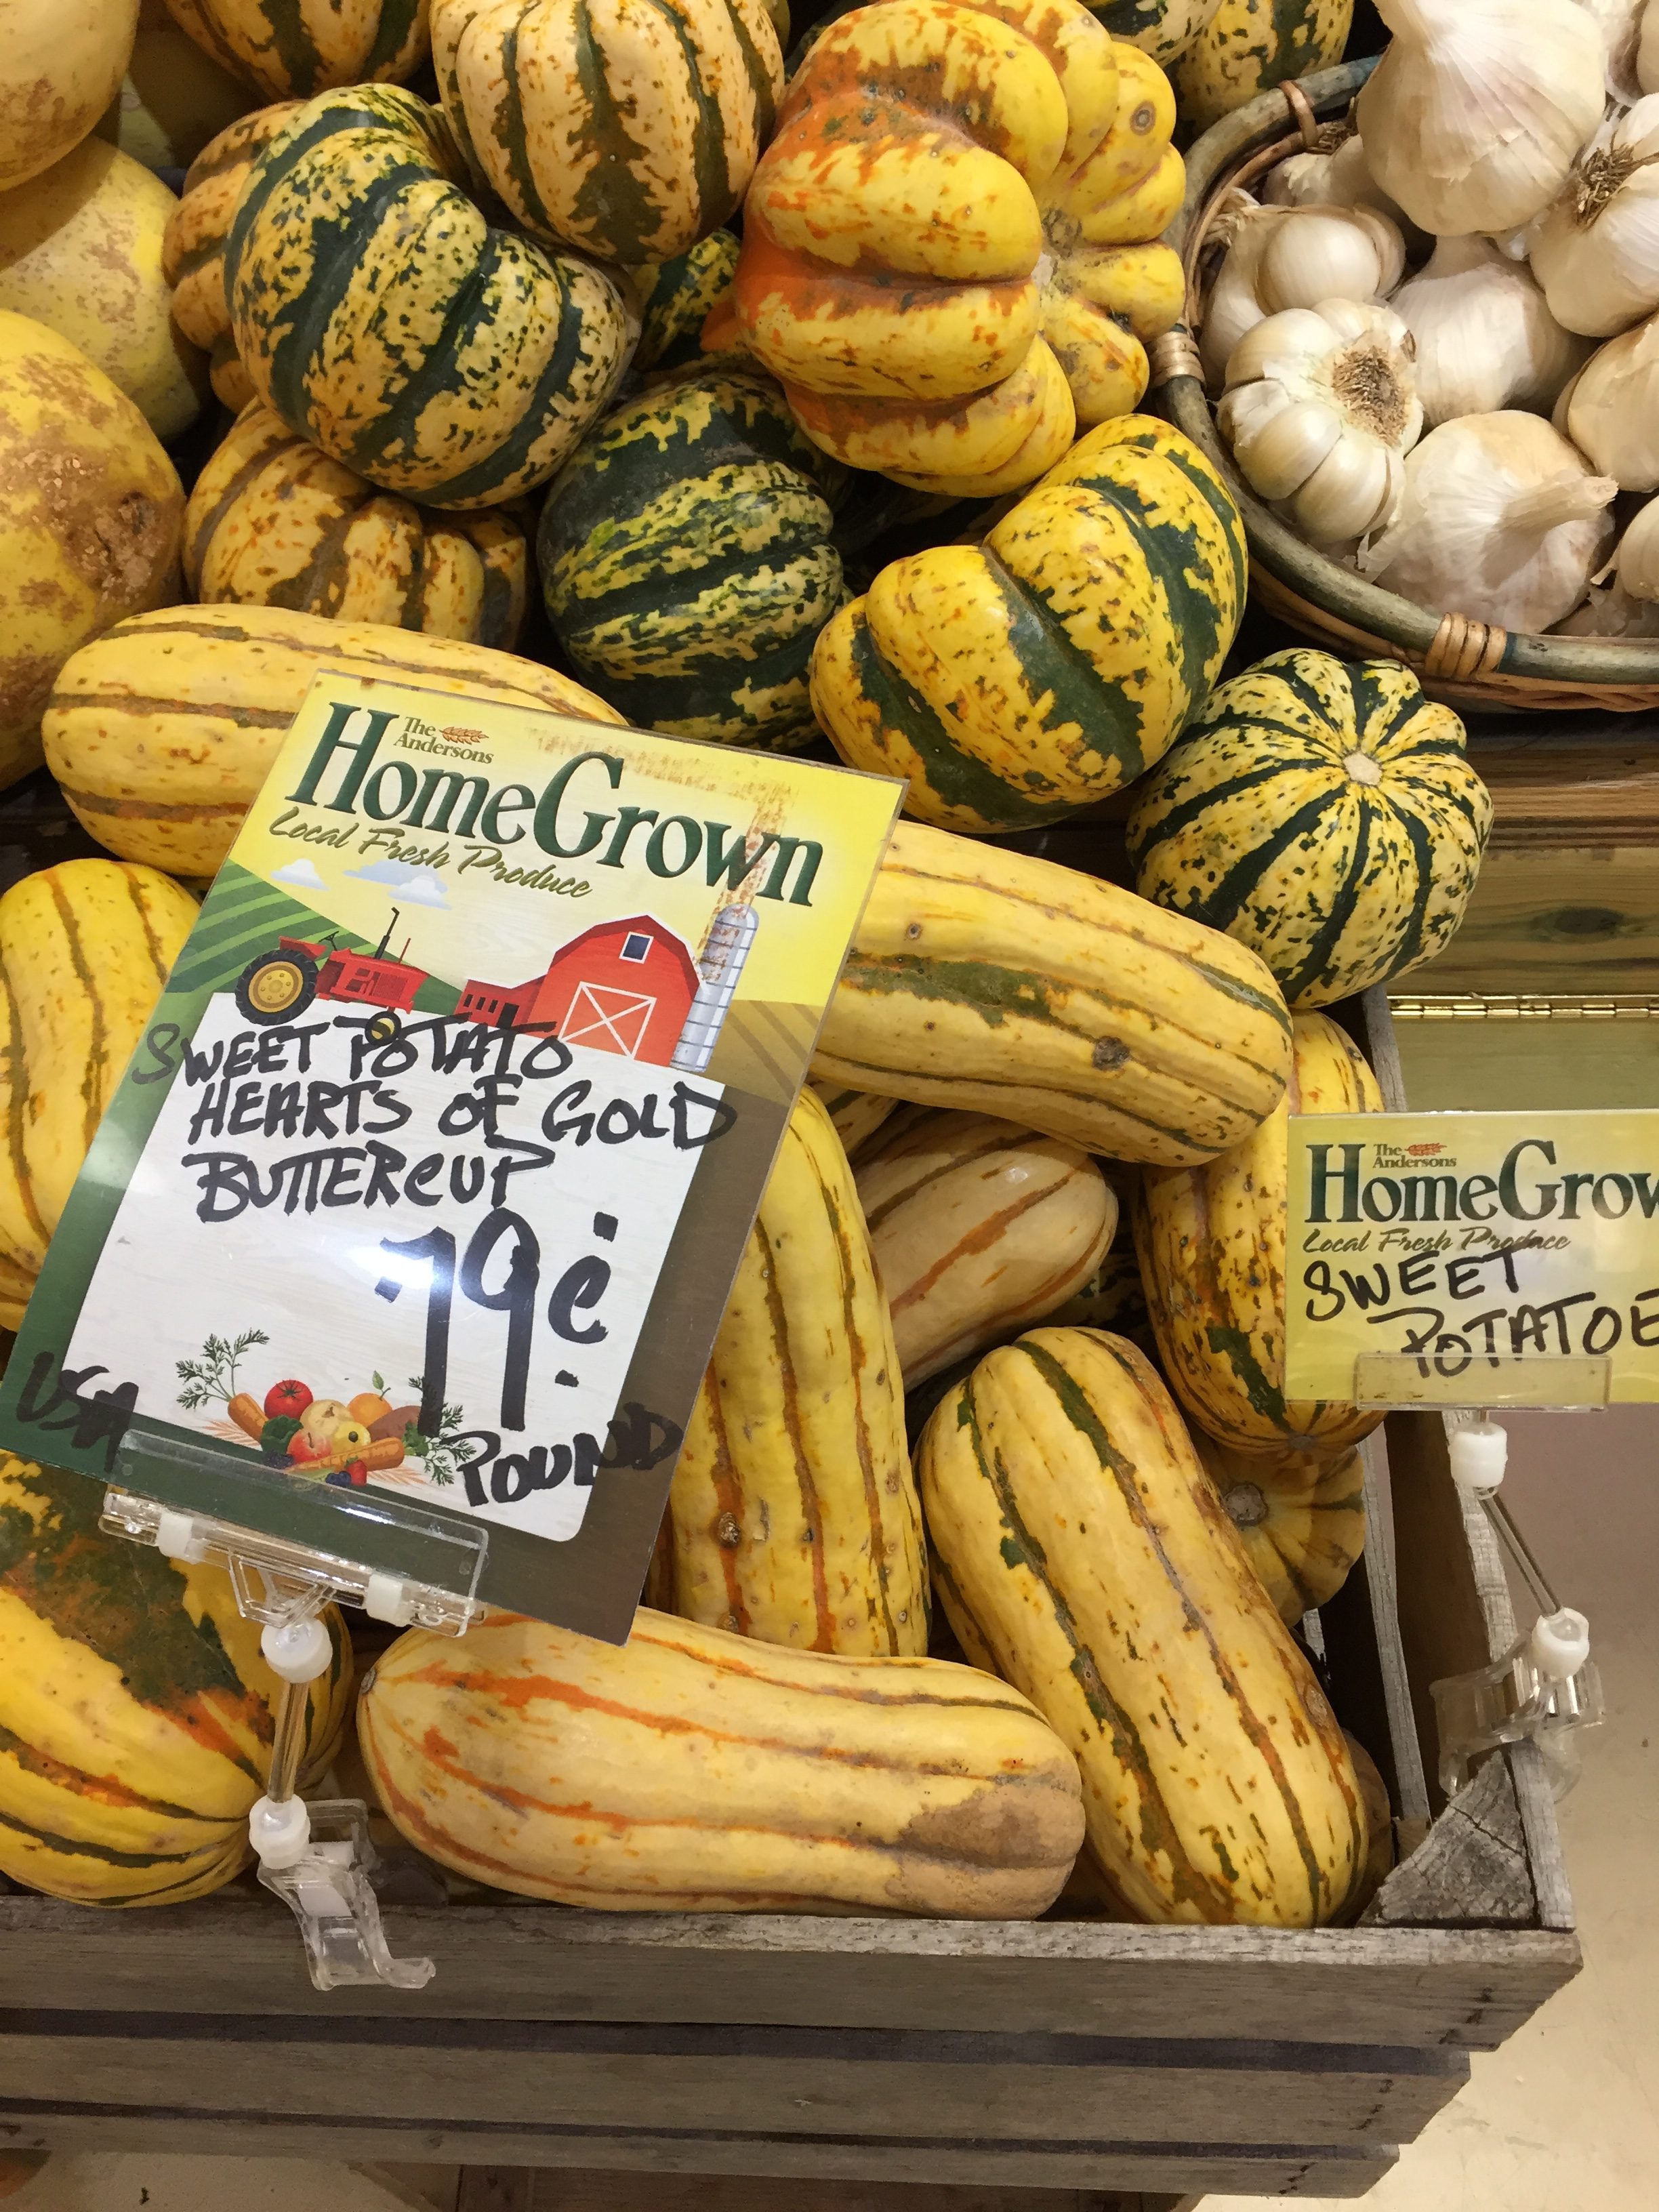 The
Andersons
HomeGrown
Local Fresh Produce
SWEET POTATO
HEARTS OF GOLD
BUTTERCUP
.79¢
USA
POUND
The
Andersons
HomeGrow
Local Fresh Produce
SWEET
POTATOE